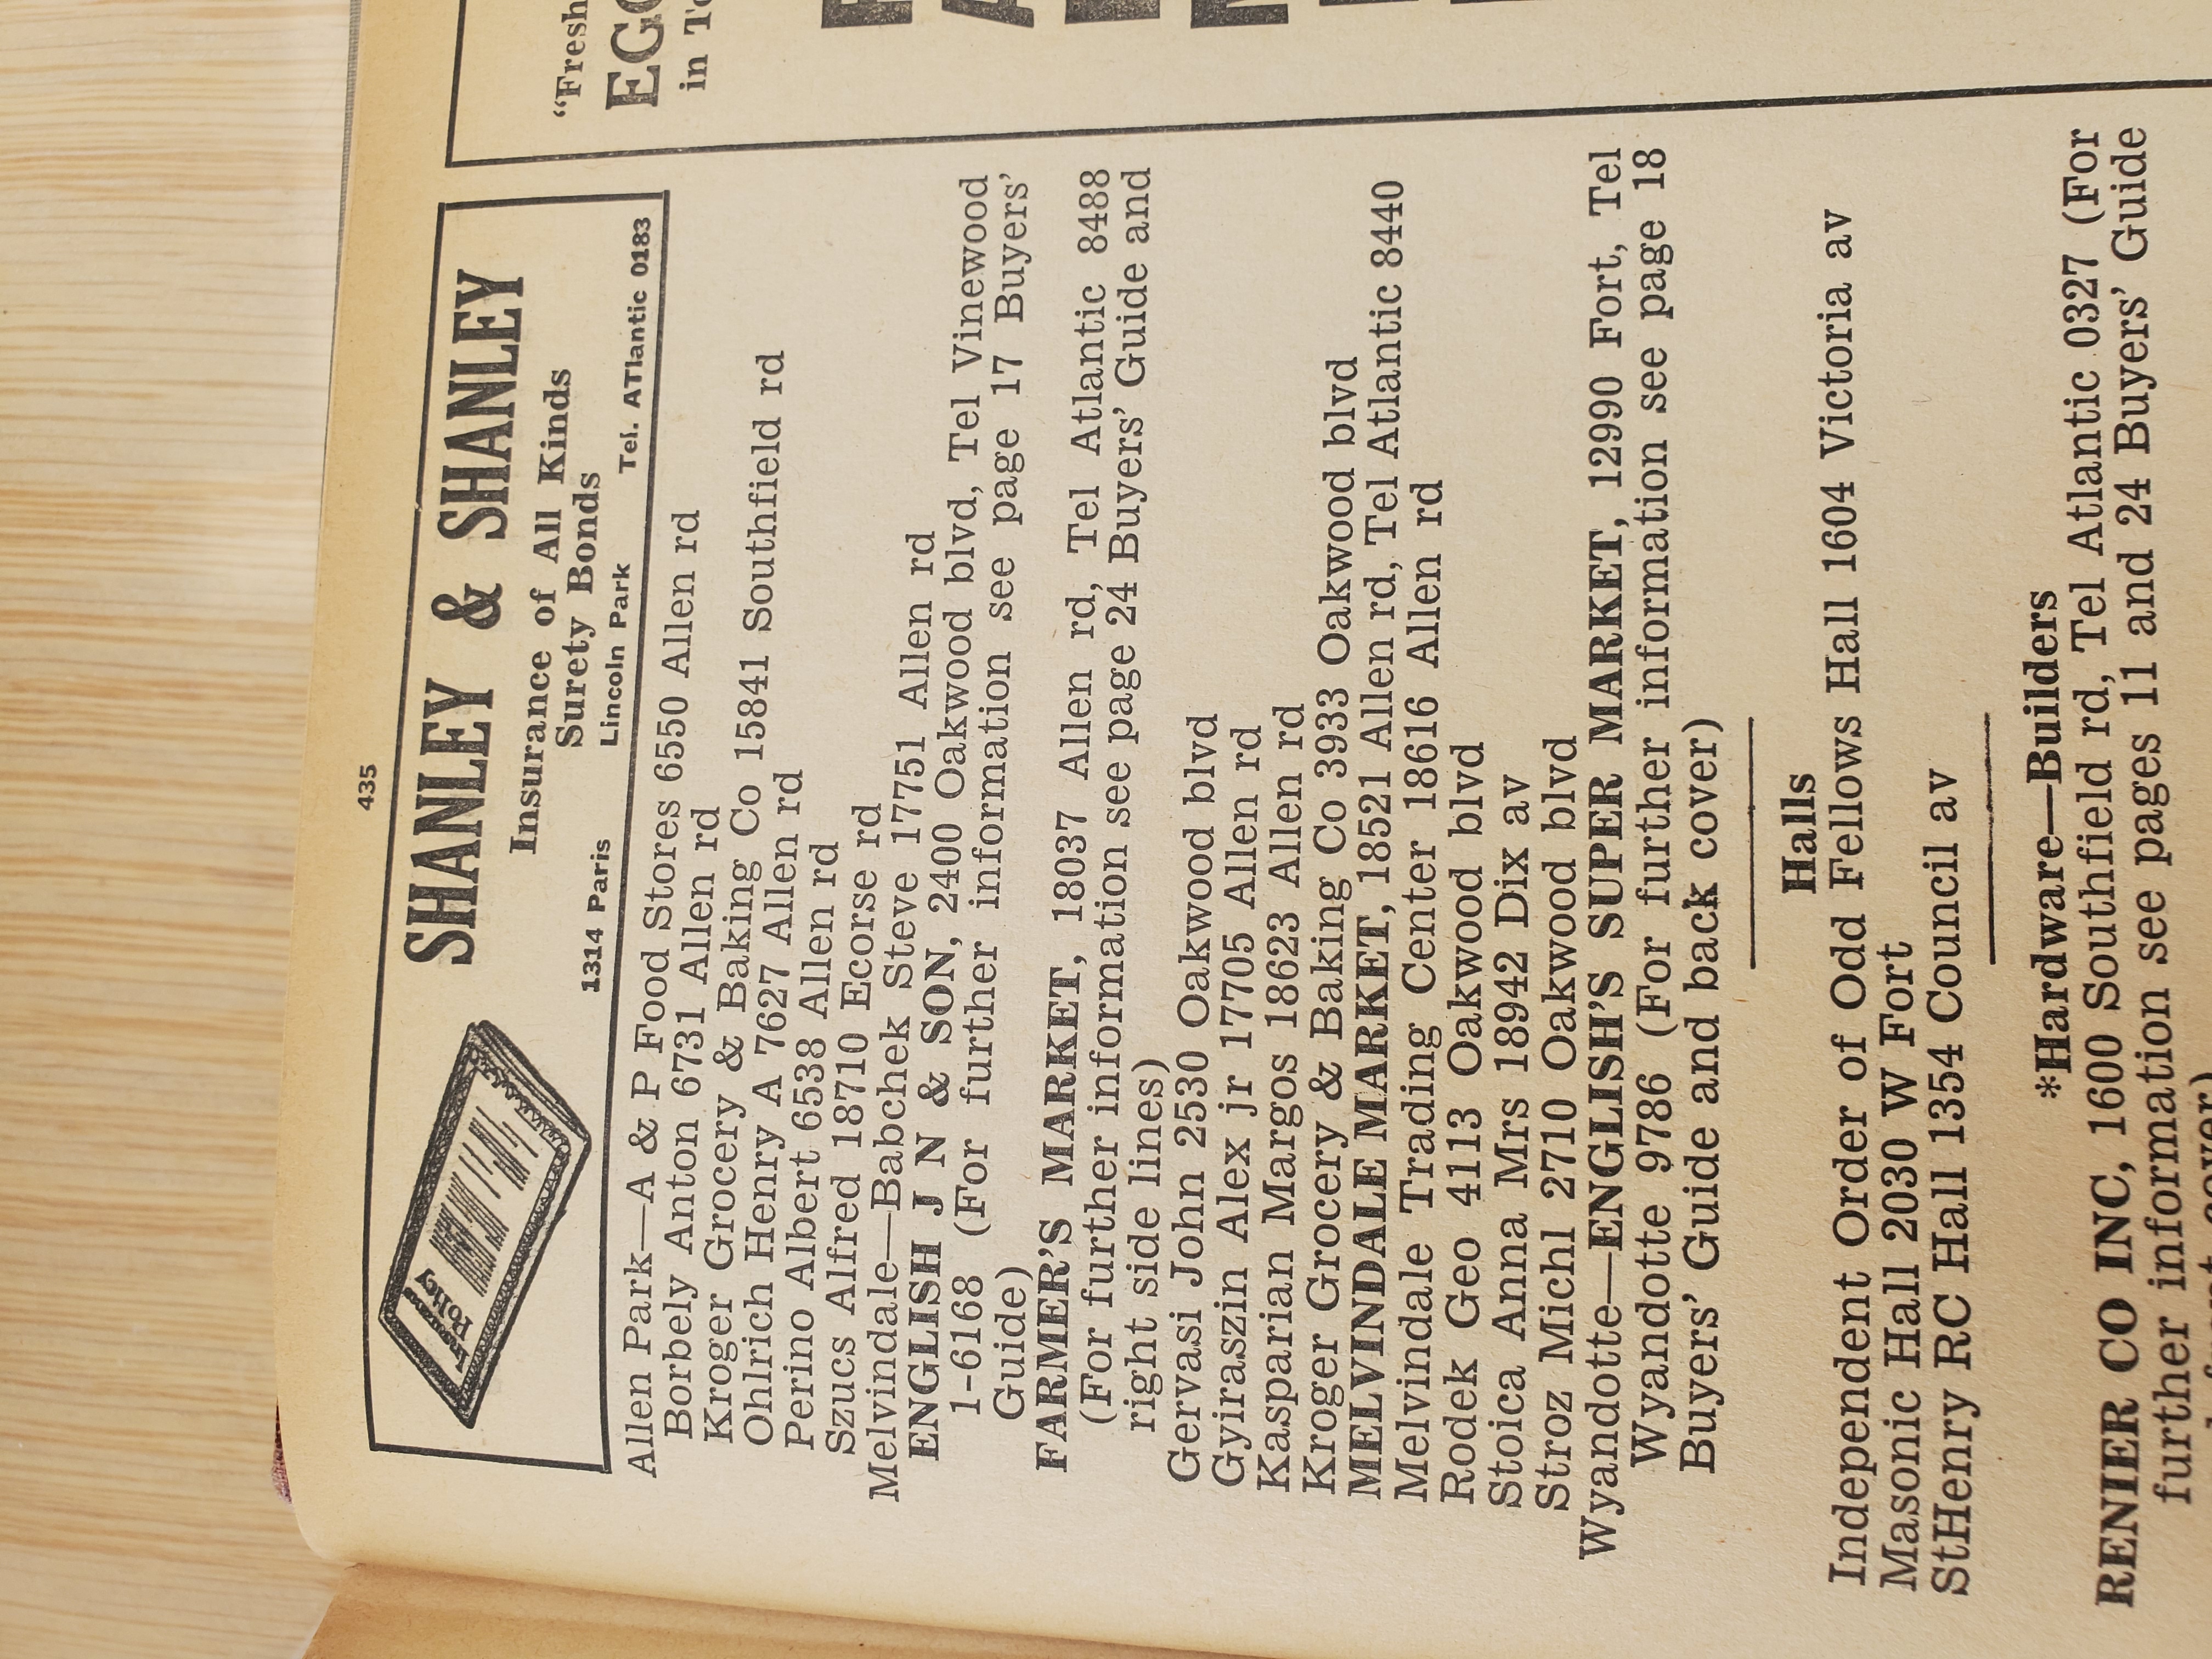 435
Insurance
Policy
SHANLEY & SHANLEY
Insurance of All Kinds
Surety Bonds
1314 Paris Lincoln Park Tel. ATlantic 0183
Allen Park—A & P Food Stores 6550 Allen rd
Borbely Anton 6731 Allen rd
Kroger Grocery & Baking Co 15841 Southfield rd
Ohlrich Henry A 7627 Allen rd
Perino Albert 6538 Allen rd
Szucs Alfred 18710 Ecorse rd
Melvindale—Babchek Steve 17751 Allen rd
ENGLISH J N & SON, 2400 Oakwood blvd, Tel Vinewood
1-6168 (For further information see page 17 Buyers'
Guide)
FARMER'S MARKET, 18037 Allen rd, Tel Atlantic 8488
(For further information see page 24 Buyers' Guide and
right side lines)
Gervasi John 2530 Oakwood blvd
Gyiraszin Alex jr 17705 Allen rd
Kasparian Margos 18623 Allen rd
Kroger Grocery & Baking Co 3933 Oakwood blvd
MELVINDALE MARKET, 18521 Allen rd, Tel Atlantic 8440
Melvindale Trading Center 18616 Allen rd
Rodek Geo 4113 Oakwood blvd
Stoica Anna Mrs 18942 Dix av
Stroz Michl 2710 Oakwood blvd
Wyandotte—ENGLISH'S SUPER MARKET, 12990 Fort, Tel
Wyandotte 9786 (For further information see page 18
Buyers' Guide and back cover)
Halls
Independent Order of Odd Fellows Hall 1604 Victoria av
Masonic Hall 2030 W Fort
StHenry RC Hall 1354 Council av
*Hardware—Builders
RENIER CO INC, 1600 Southfield rd, Tel Atlantic 0327 (For
further information see pages 11 and 24 Buyers' Guide
"Fresh
EGG
in